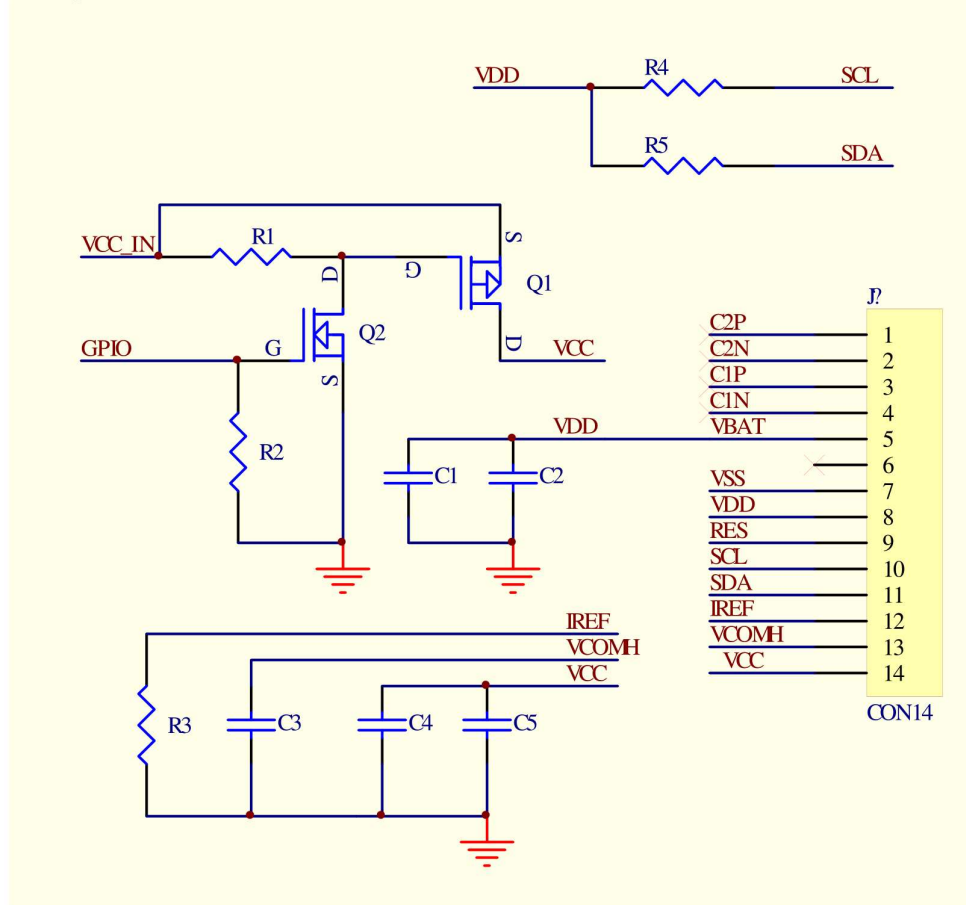 VDD R4 SCL
R5 SDA
VCC_IN R1 D G S Q1
D VCC
GPIO G Q2 S
R2
J?
C2P 1
C2N 2
C1P 3
C1N 4
VDD VBAT 5
C1 C2 6
VSS 7
VDD 8
RES 9
SCL 10
SDA 11
IREF 12
VCOMH 13
VCC 14
CON14
IREF
VCOMH
VCC
R3 C3 C4 C5